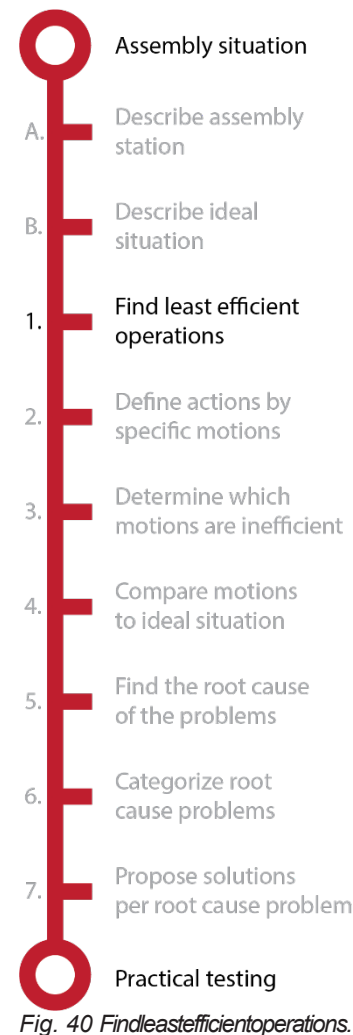 Assembly situation
A. Describe assembly
station
B. Describe ideal
situation
1. Find least efficient
operations
2. Define actions by
specific motions
3. Determine which
motions are inefficient
4. Compare motions
to ideal situation
5. Find the root cause
of the problems
6. Categorize root
cause problems
7. Propose solutions
per root cause problem
Practical testing
Fig. 40 Findleastefficientoperations.